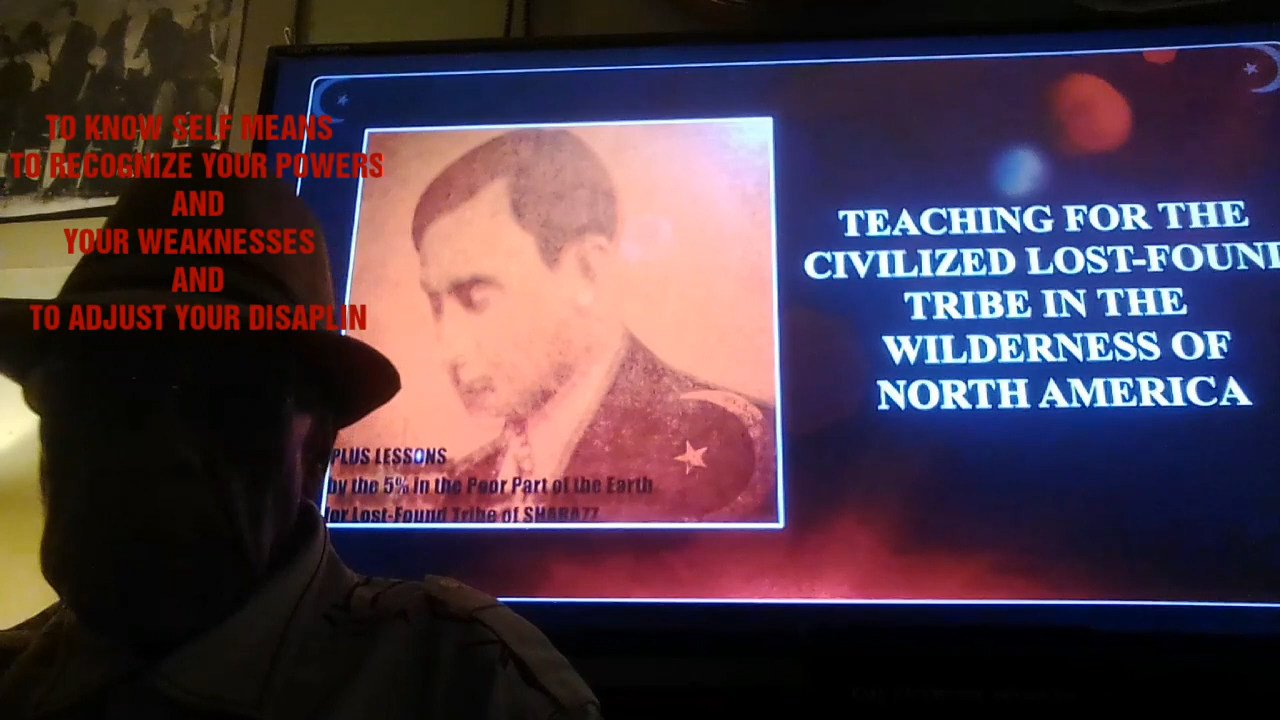 TO KNOW SELF MEANS
TO RECOGNIZE YOUR POWERS
AND
YOUR WEAKNESSES
AND
TO ADJUST YOUR DISAPLIN
TEACHING FOR THE
CIVILIZED LOST-FOUND
TRIBE IN THE
WILDERNESS OF
NORTH AMERICA
PLUS LESSONS
by the 5% in the Poor Part of the Earth
for Lost-Found Tribe of SHABAZZ